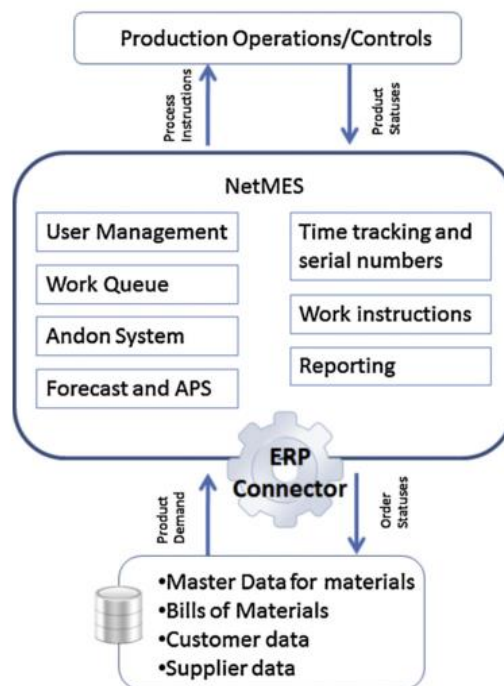 Production Operations/Controls
Process
Instructions
Product
Statuses
NetMES
User Management
Work Queue
Andon System
Forecast and APS
Time tracking and
serial numbers
Work instructions
Reporting
ERP
Connector
Product
Demand
Order
Statuses
•Master Data for materials
•Bills of Materials
•Customer data
•Supplier data